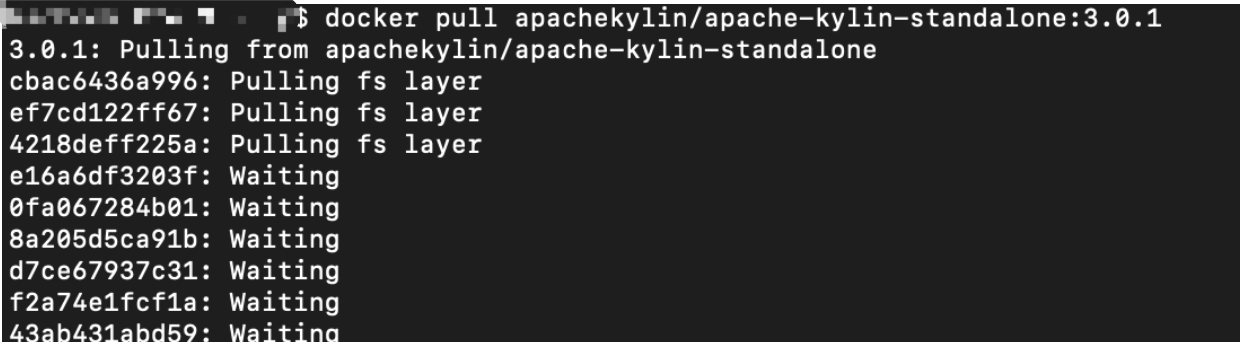 $ docker pull apachekylin/apache-kylin-standalone:3.0.1
3.0.1: Pulling from apachekylin/apache-kylin-standalone
cbac6436a996: Pulling fs layer
ef7cd122ff67: Pulling fs layer
4218deff225a: Pulling fs layer
e16a6df3203f: Waiting
0fa067284b01: Waiting
8a205d5ca91b: Waiting
d7ce67937c31: Waiting
f2a74e1fcf1a: Waiting
43ab431abd59: Waiting